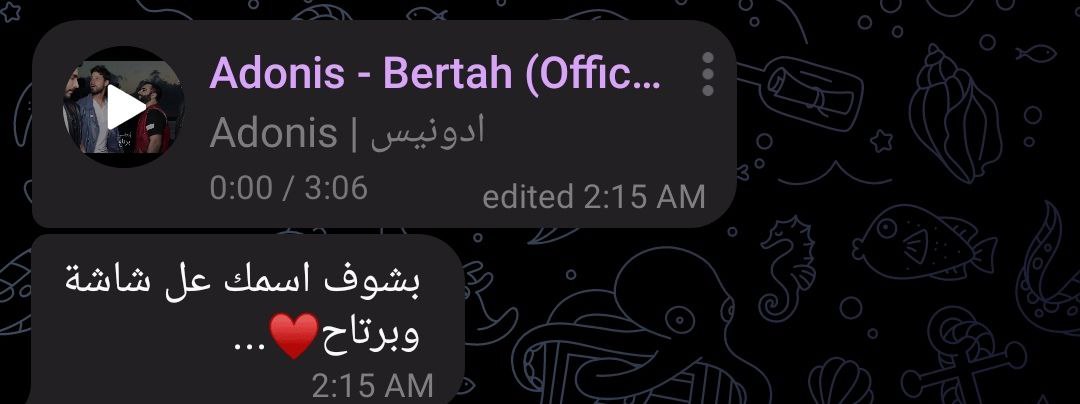 Adonis - Bertah (Offic...
Adonis | ادونيس
0:00 / 3:06
edited 2:15 AM
بشوف اسمك عل شاشة
وبرتاح♥️...
2:15 AM